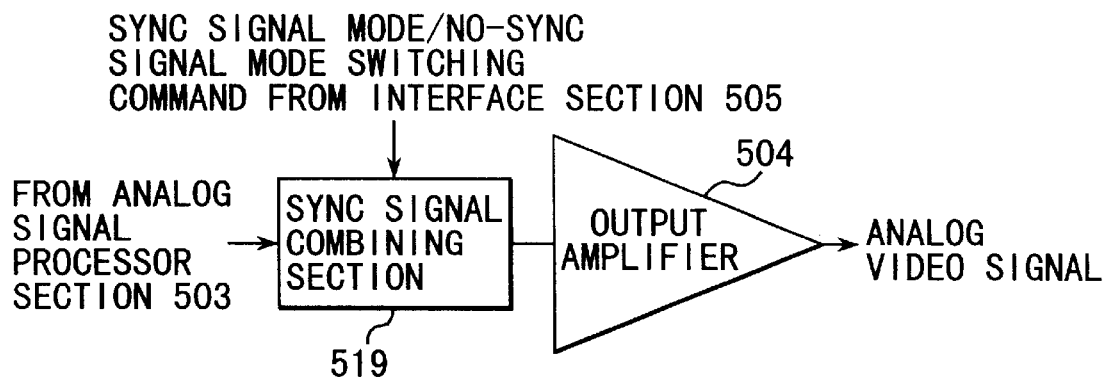 SYNC SIGNAL MODE/NO-SYNC
SIGNAL MODE SWITCHING
COMMAND FROM INTERFACE SECTION 505
FROM ANALOG
SIGNAL
PROCESSOR
SECTION 503
SYNC SIGNAL
COMBINING
SECTION
519
OUTPUT
AMPLIFIER
504
ANALOG
VIDEO SIGNAL